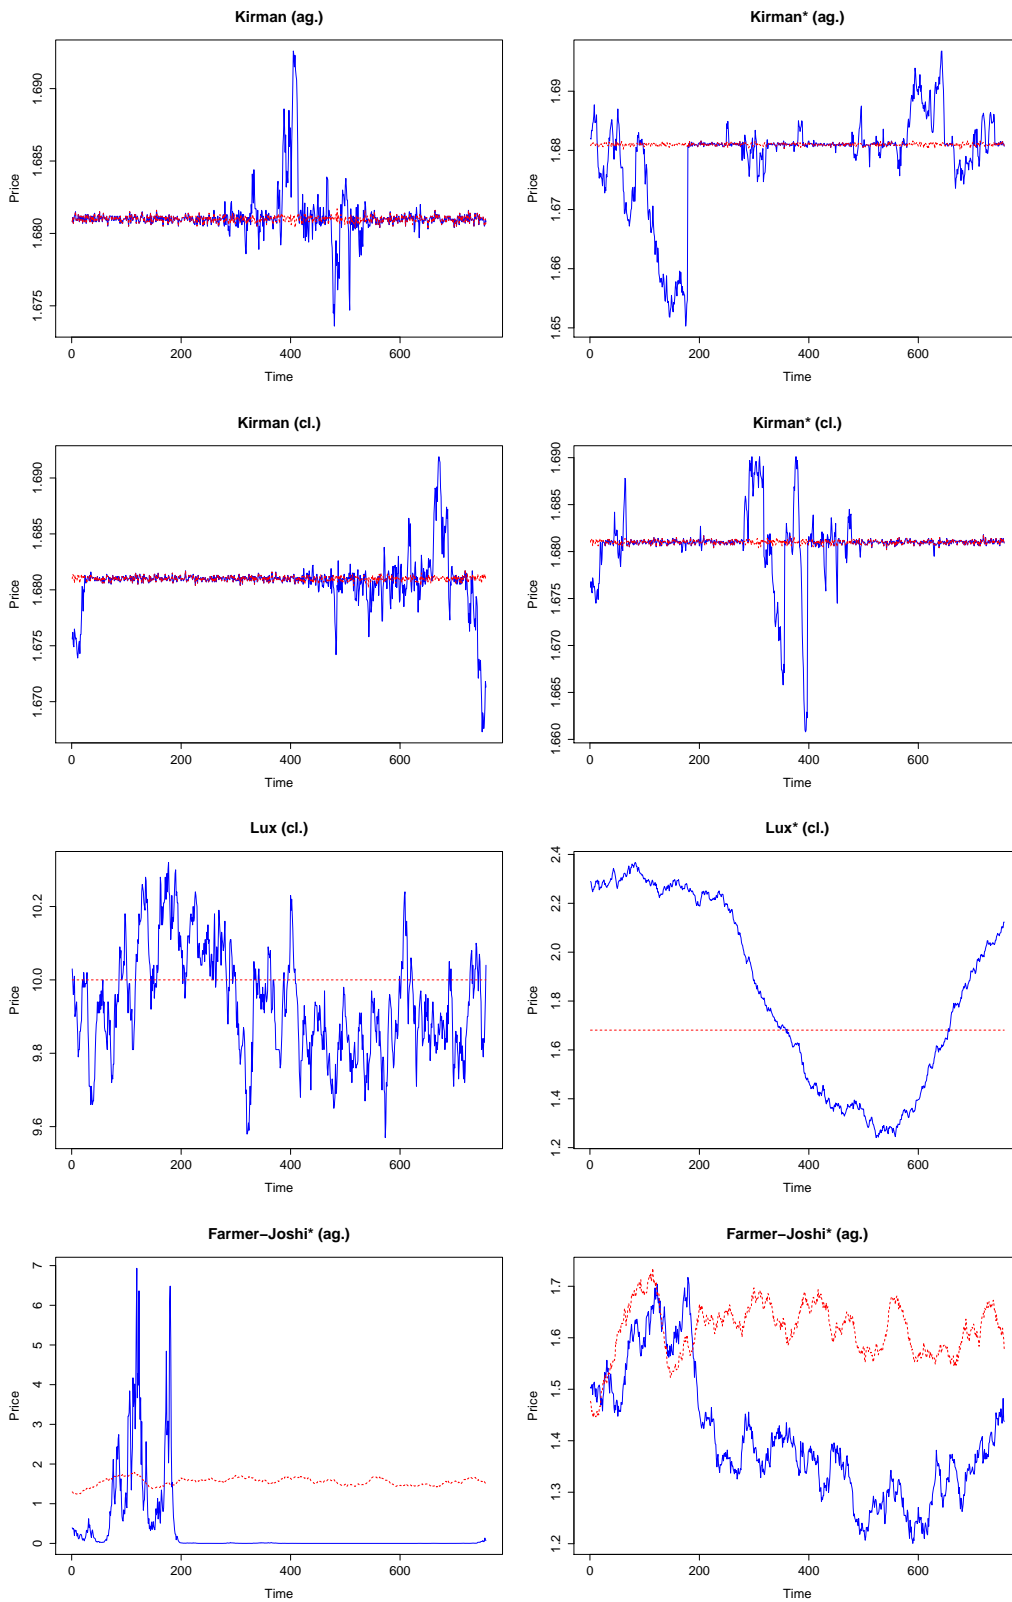 Kirman (ag.)
Price
1.675 1.680 1.685 1.690
0 200 400 600
Time
Kirman* (ag.)
Price
1.65 1.66 1.67 1.68 1.69
0 200 400 600
Time
Kirman (cl.)
Price
1.670 1.675 1.680 1.685 1.690
0 200 400 600
Time
Kirman* (cl.)
Price
1.660 1.665 1.670 1.675 1.680 1.685 1.690
0 200 400 600
Time
Lux (cl.)
Price
9.6 9.8 10.0 10.2
0 200 400 600
Time
Lux* (cl.)
Price
1.2 1.4 1.6 1.8 2.0 2.2 2.4
0 200 400 600
Time
Farmer−Joshi* (ag.)
Price
0 1 2 3 4 5 6 7
0 200 400 600
Time
Farmer−Joshi* (ag.)
Price
1.2 1.3 1.4 1.5 1.6 1.7
0 200 400 600
Time